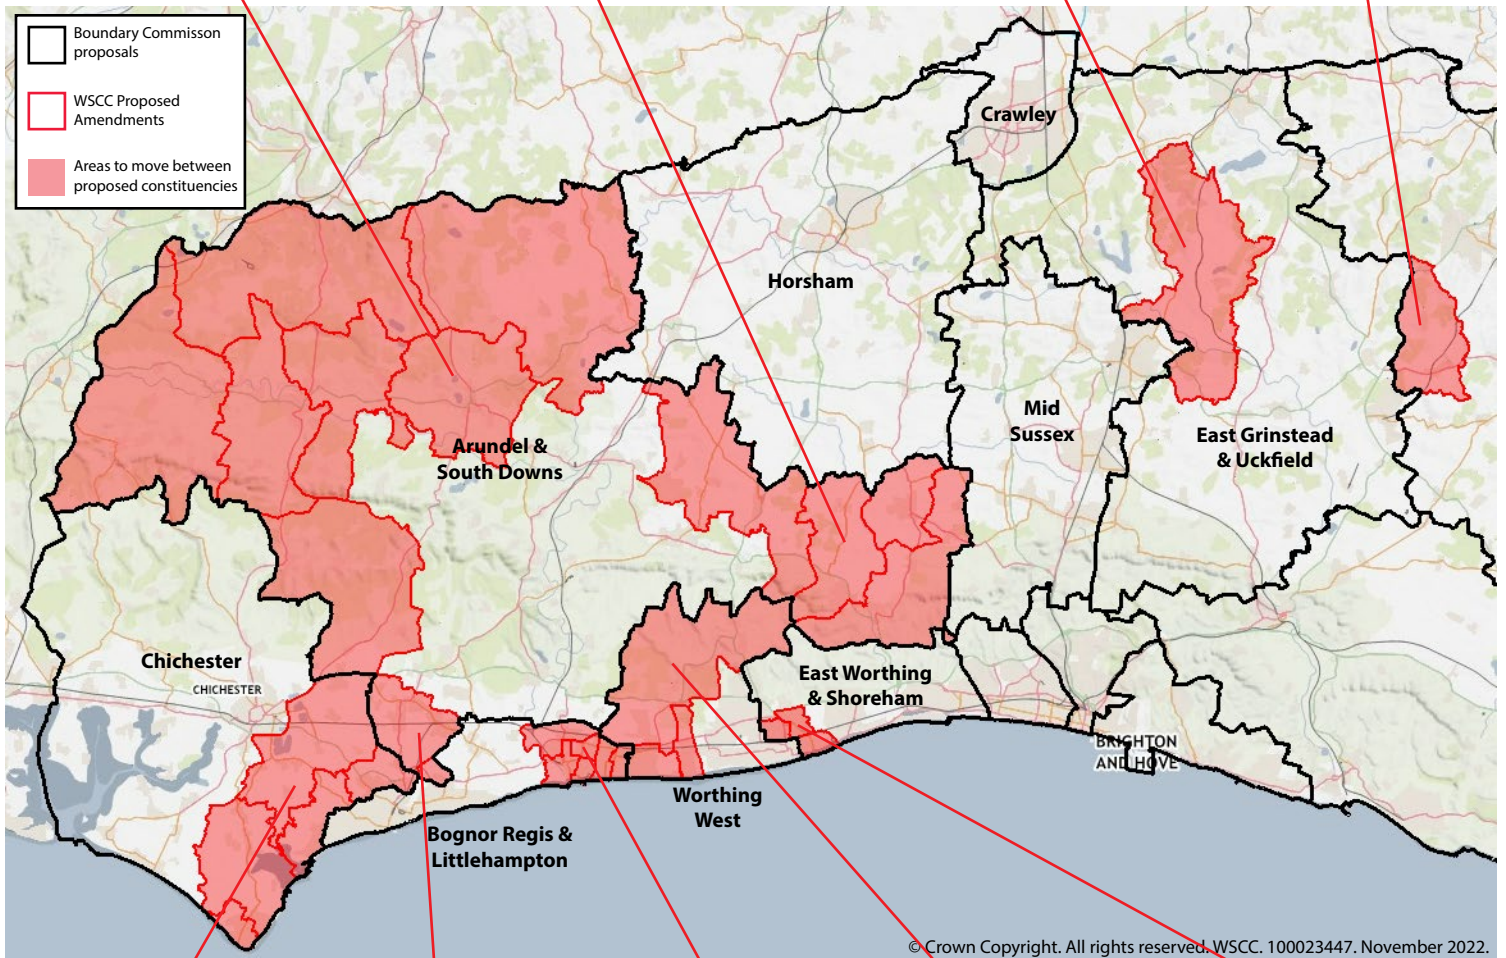 Boundary Commisson
proposals
WSCC Proposed
Amendments
Areas to move between
proposed constituencies
Crawley
Horsham
Mid
Sussex
East Grinstead
& Uckfield
Arundel &
South Downs
Chichester
CHICHESTER
East Worthing
& Shoreham
BRIGHTON
AND HOVE
Worthing
West
Bognor Regis &
Littlehampton
© Crown Copyright. All rights reserved. WSCC. 100023447. November 2022.